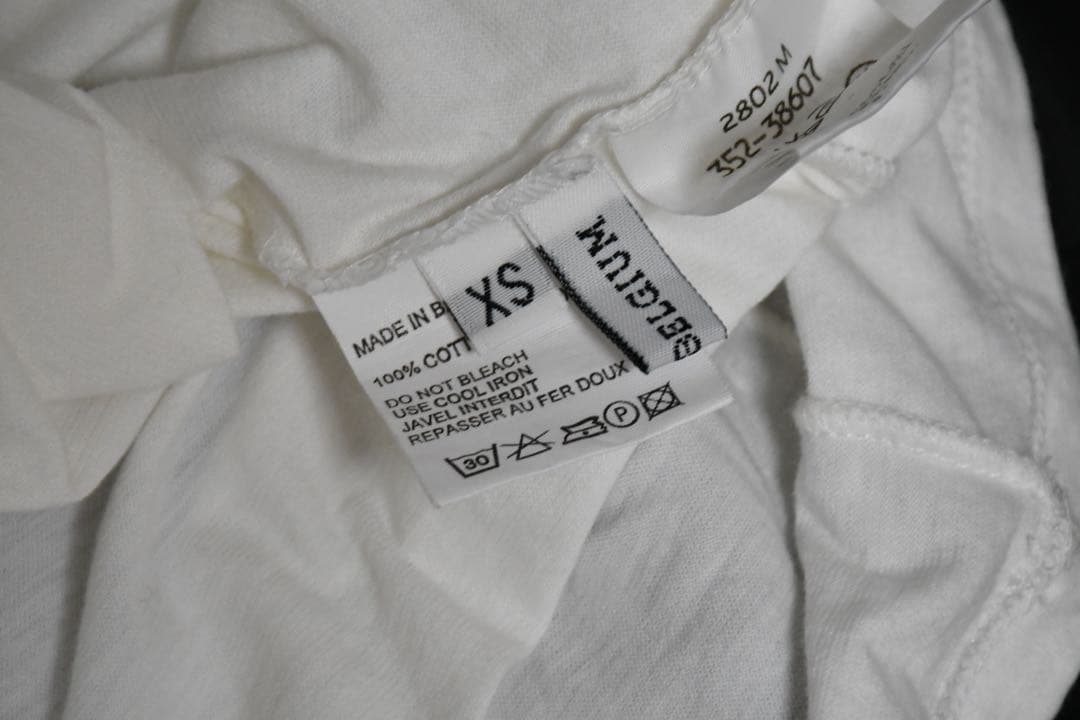 2802 M
352-38607
BELGIUM
XS
MADE IN B
100% COTT
DO NOT BLEACH
USE COOL IRON
JAVEL INTERDIT
REPASSER AU FER DOUX
30 P